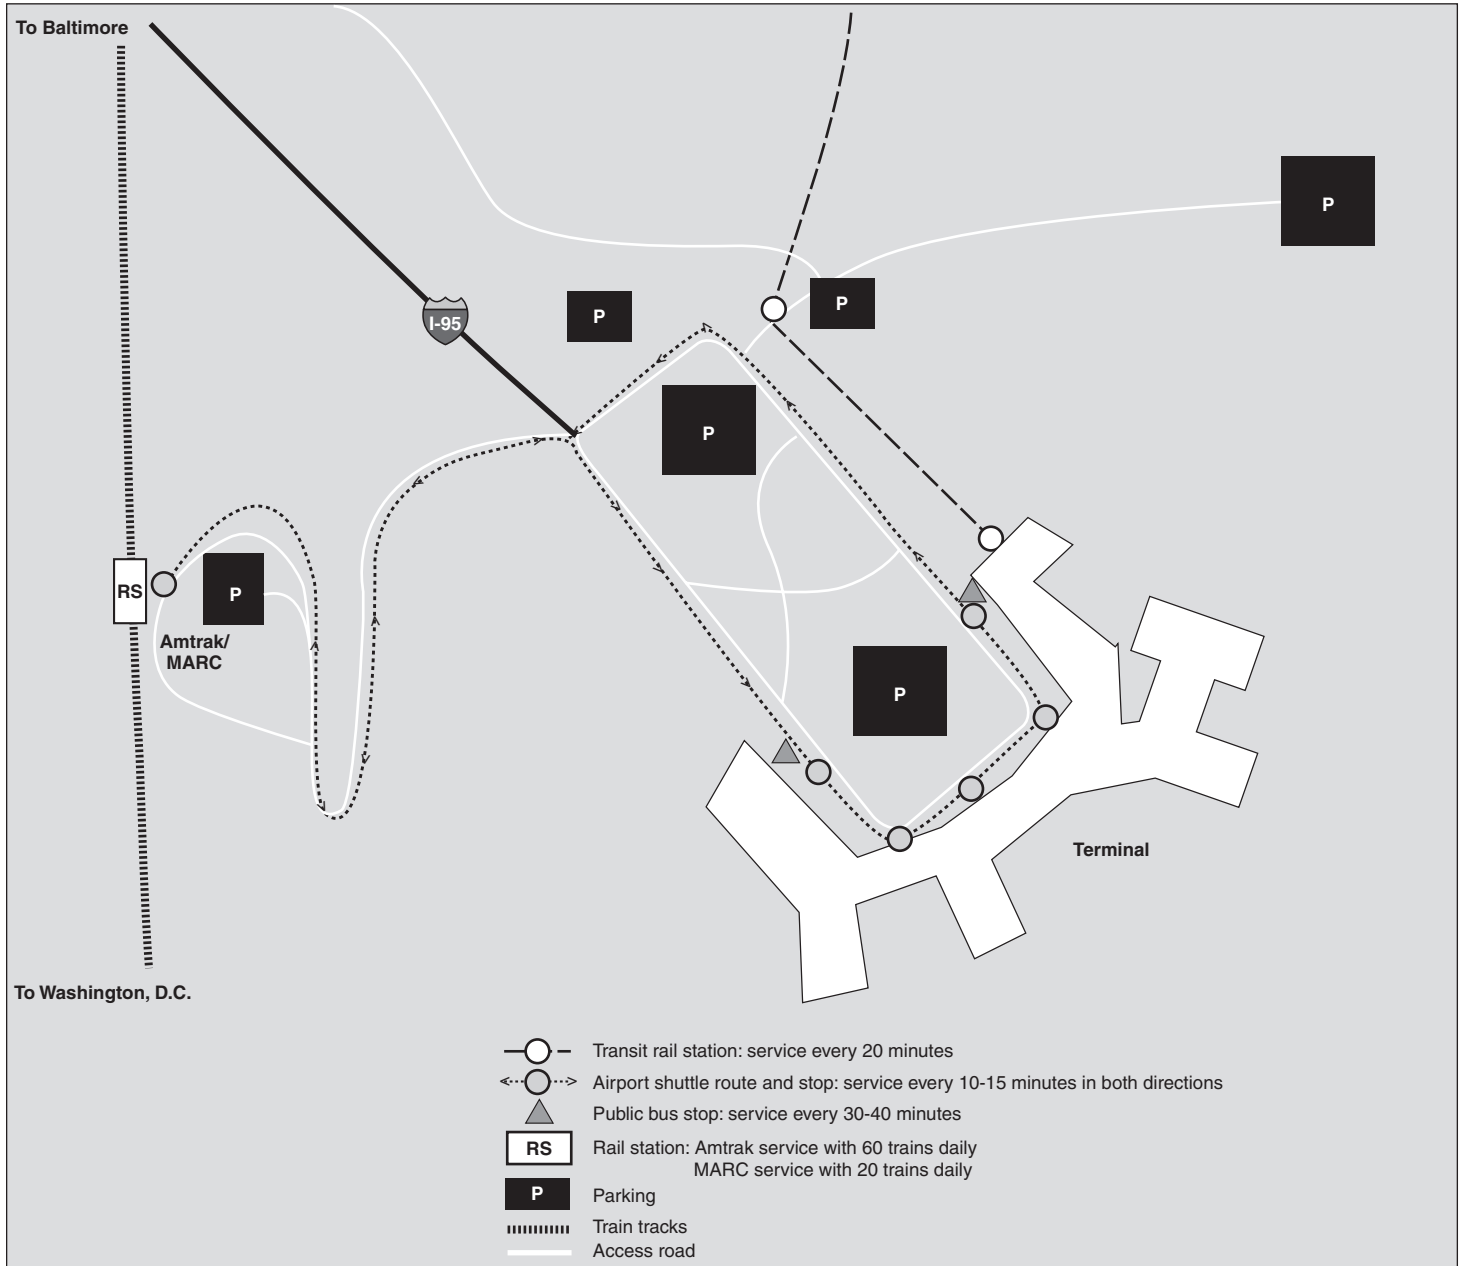 To Baltimore
P
I-95
P
P
P
RS
P
Amtrak/
MARC
P
Terminal
To Washington, D.C.
Transit rail station: service every 20 minutes
Airport shuttle route and stop: service every 10-15 minutes in both directions
Public bus stop: service every 30-40 minutes
RS Rail station: Amtrak service with 60 trains daily
MARC service with 20 trains daily
P Parking
Train tracks
Access road